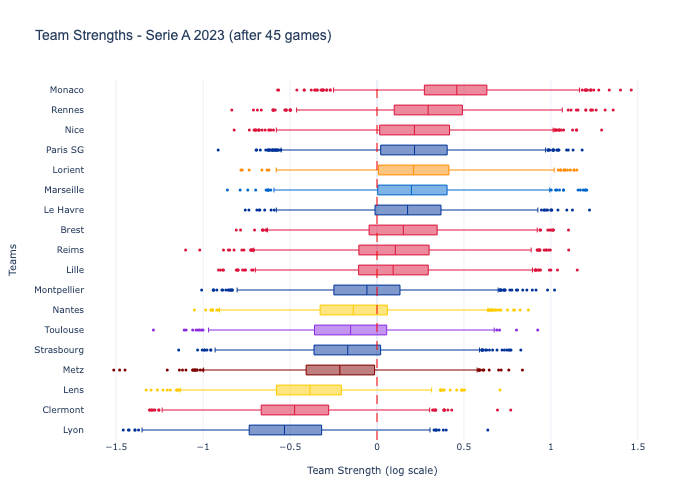 Team Strengths - Serie A 2023 (after 45 games)
Monaco
Rennes
Nice
Paris SG
Lorient
Marseille
Le Havre
Brest
Reims
Lille
Montpellier
Nantes
Toulouse
Strasbourg
Metz
Lens
Clermont
Lyon
Teams
−1.5 −1 −0.5 0 0.5 1 1.5
Team Strength (log scale)